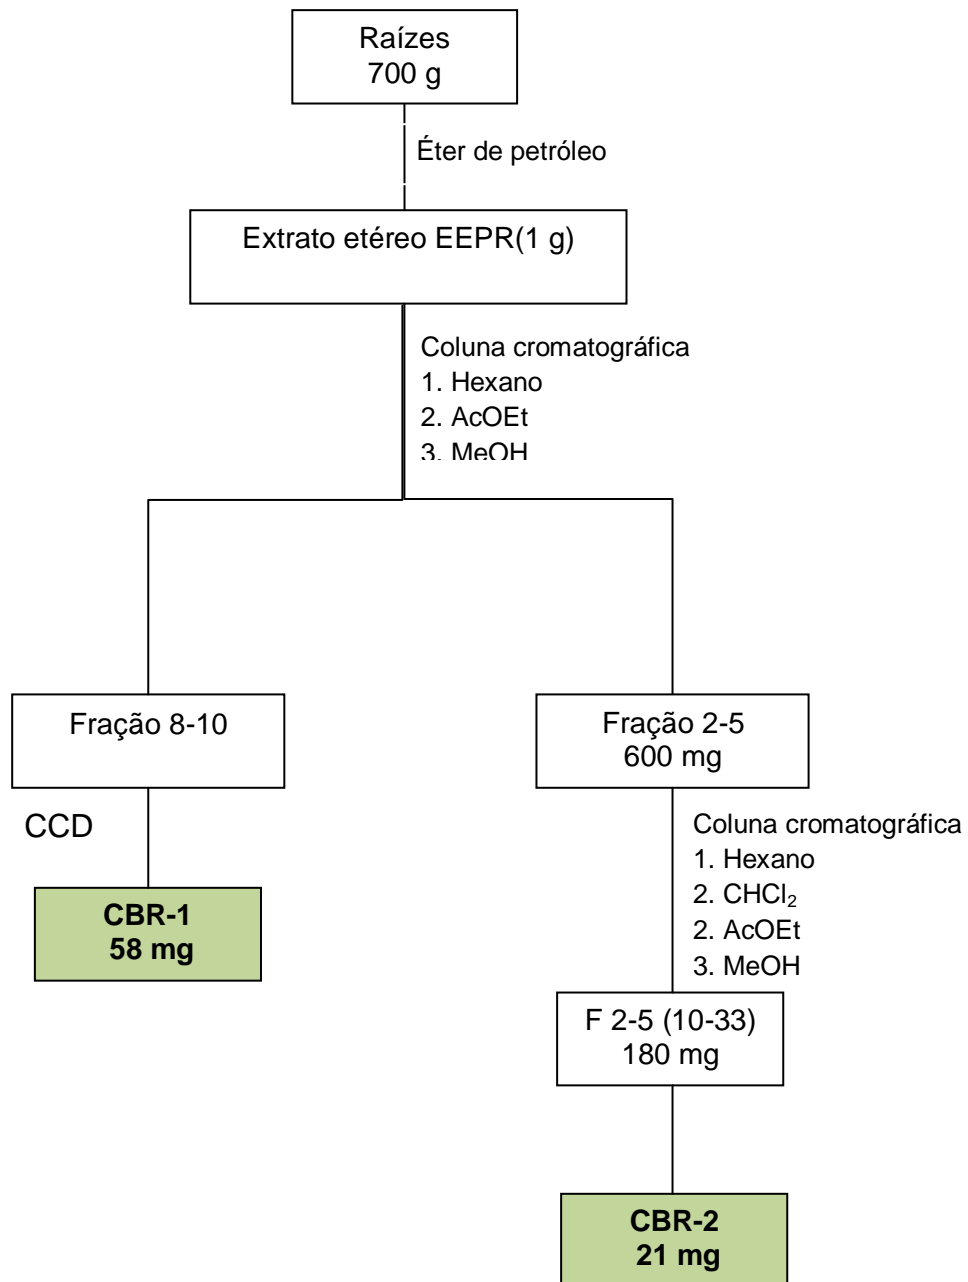 Raízes
700 g
Éter de petróleo
Extrato etéreo EEPR(1 g)
Coluna cromatográfica
1. Hexano
2. AcOEt
3. MeOH
Fração 8-10
Fração 2-5
600 mg
CCD
Coluna cromatográfica
1. Hexano
2. CHCl₂
2. AcOEt
3. MeOH
CBR-1
58 mg
F 2-5 (10-33)
180 mg
CBR-2
21 mg